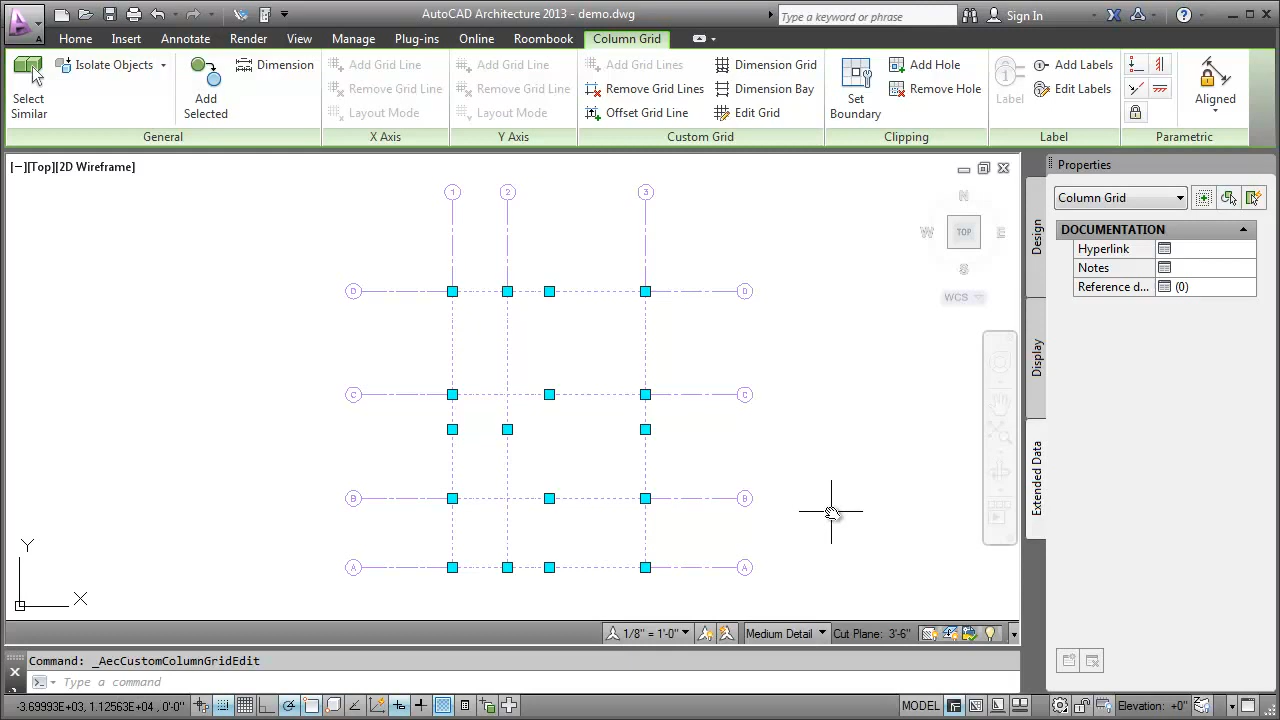 AutoCAD Architecture 2013 - demo.dwg
Type a keyword or phrase
Sign In
Home
Insert
Annotate
Render
View
Manage
Plug-ins
Online
Roombook
Column Grid
Select
Similar
Isolate Objects
Add
Selected
Dimension
General
Add Grid Line
Remove Grid Line
Layout Mode
X Axis
Add Grid Line
Remove Grid Line
Layout Mode
Y Axis
Add Grid Lines
Remove Grid Lines
Offset Grid Line
Dimension Grid
Dimension Bay
Edit Grid
Custom Grid
Set
Boundary
Add Hole
Remove Hole
Clipping
Label
Add Labels
Edit Labels
Label
Aligned
Parametric
[−][Top][2D Wireframe]
1 2 3
D D
C C
B B
A A
N
W TOP E
S
WCS
Y
X
Design
Display
Extended Data
Properties
Column Grid
DOCUMENTATION
Hyperlink
Notes
Reference d... (0)
1/8" = 1'-0"
Medium Detail
Cut Plane: 3'-6"
Command: _AecCustomColumnGridEdit
Type a command
-3.69993E+03, 1.12563E+04 , 0'-0"
MODEL
Elevation: +0"